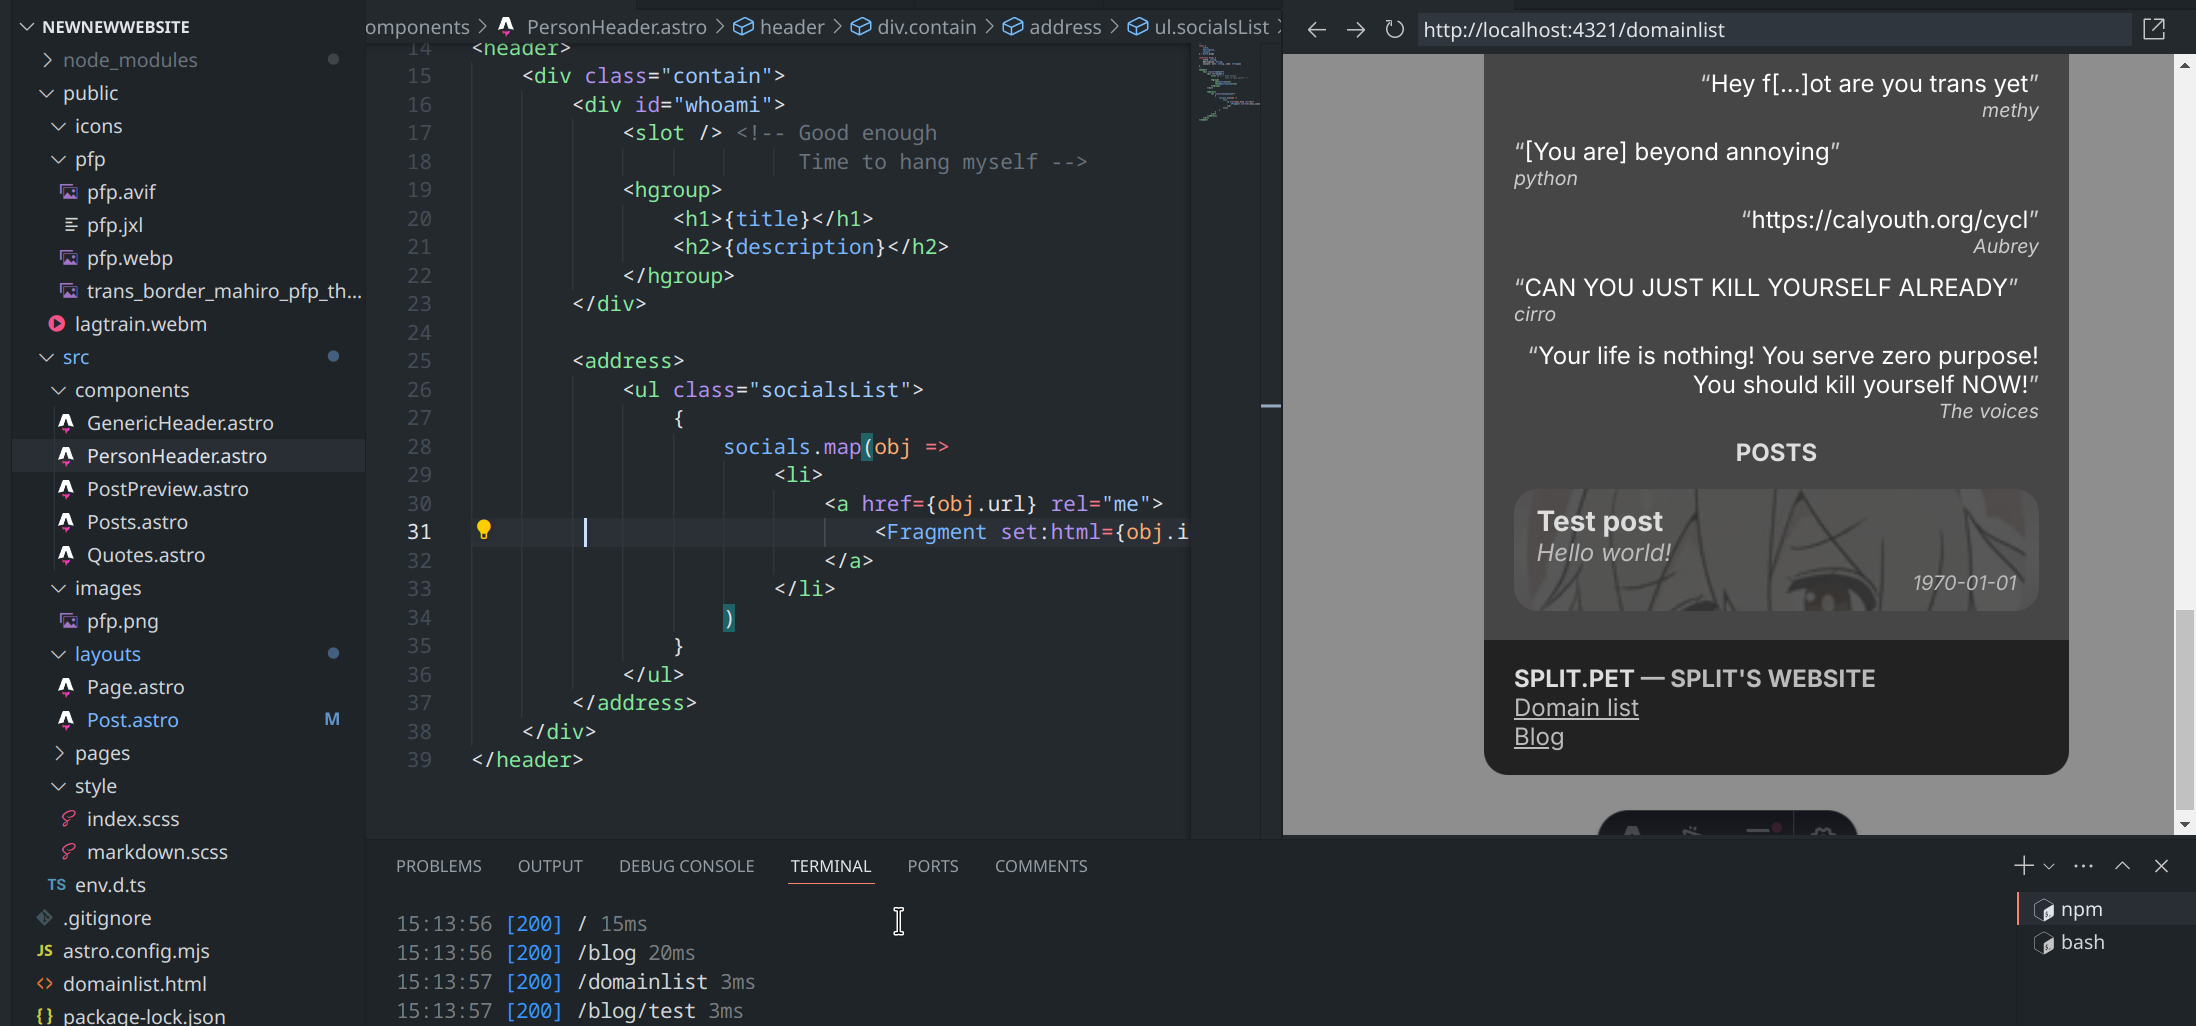 NEWNEWWEBSITE
node_modules
public
icons
pfp
pfp.avif
pfp.jxl
pfp.webp
trans_border_mahiro_pfp_th...
lagtrain.webm
src
components
GenericHeader.astro
PersonHeader.astro
PostPreview.astro
Posts.astro
Quotes.astro
images
pfp.png
layouts
Page.astro
Post.astro M
pages
style
index.scss
markdown.scss
TS env.d.ts
.gitignore
JS astro.config.mjs
<> domainlist.html
{} package-lock.json
omponents > PersonHeader.astro > header > div.contain > address > ul.socialsList >
14 <header>
15 <div class="contain">
16 <div id="whoami">
17 <slot /> <!-- Good enough
18 Time to hang myself -->
19 <hgroup>
20 <h1>{title}</h1>
21 <h2>{description}</h2>
22 </hgroup>
23 </div>
24
25 <address>
26 <ul class="socialsList">
27 {
28 socials.map(obj =>
29 <li>
30 <a href={obj.url} rel="me">
31 <Fragment set:html={obj.i
32 </a>
33 </li>
34 )
35 }
36 </ul>
37 </address>
38 </div>
39 </header>
http://localhost:4321/domainlist
“Hey f[...]ot are you trans yet”
methy
“[You are] beyond annoying”
python
“https://calyouth.org/cycl”
Aubrey
“CAN YOU JUST KILL YOURSELF ALREADY”
cirro
“Your life is nothing! You serve zero purpose!
You should kill yourself NOW!”
The voices
POSTS
Test post
Hello world!
1970-01-01
SPLIT.PET — SPLIT'S WEBSITE
Domain list
Blog
PROBLEMS OUTPUT DEBUG CONSOLE TERMINAL PORTS COMMENTS
15:13:56 [200] / 15ms
15:13:56 [200] /blog 20ms
15:13:57 [200] /domainlist 3ms
15:13:57 [200] /blog/test 3ms
npm
bash